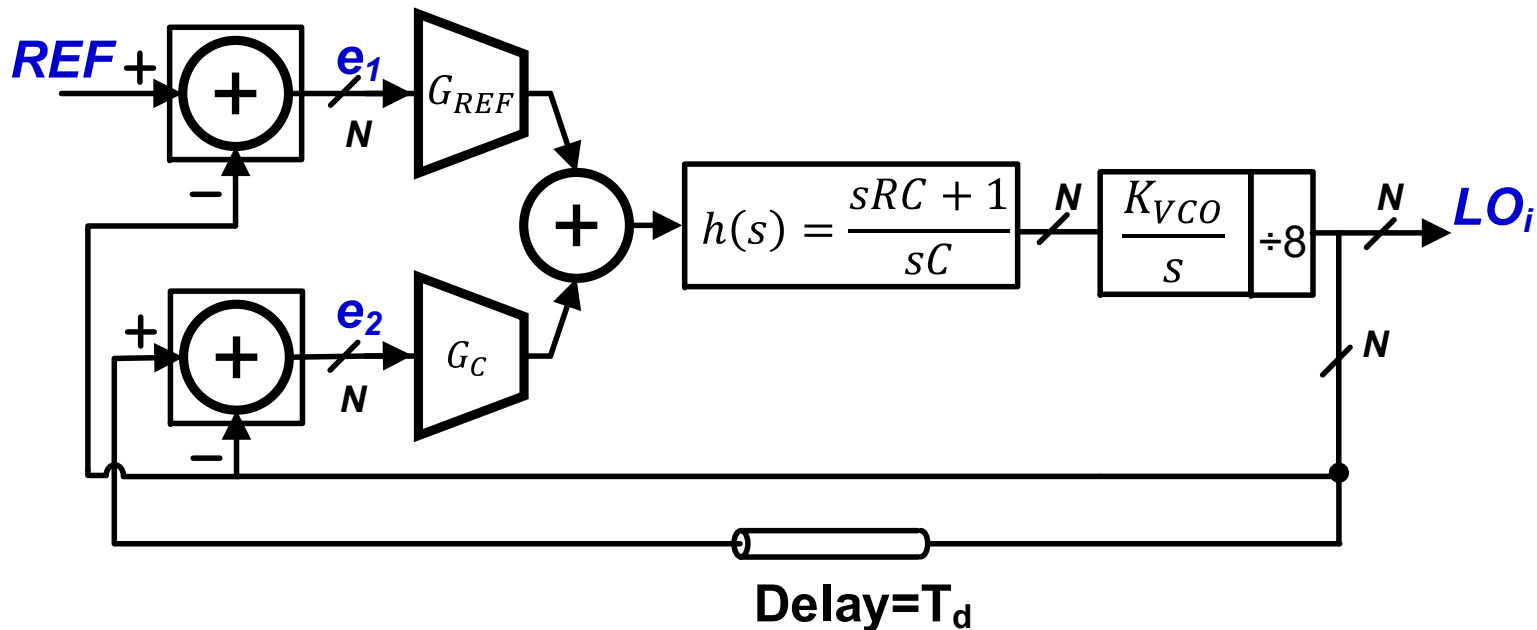 REF
+
+
−
e1
N
GREF
+
+
+
−
e2
N
GC
h(s) = sRC + 1 / sC
N
KVCO / s
÷8
N
LOi
N
Delay=Td